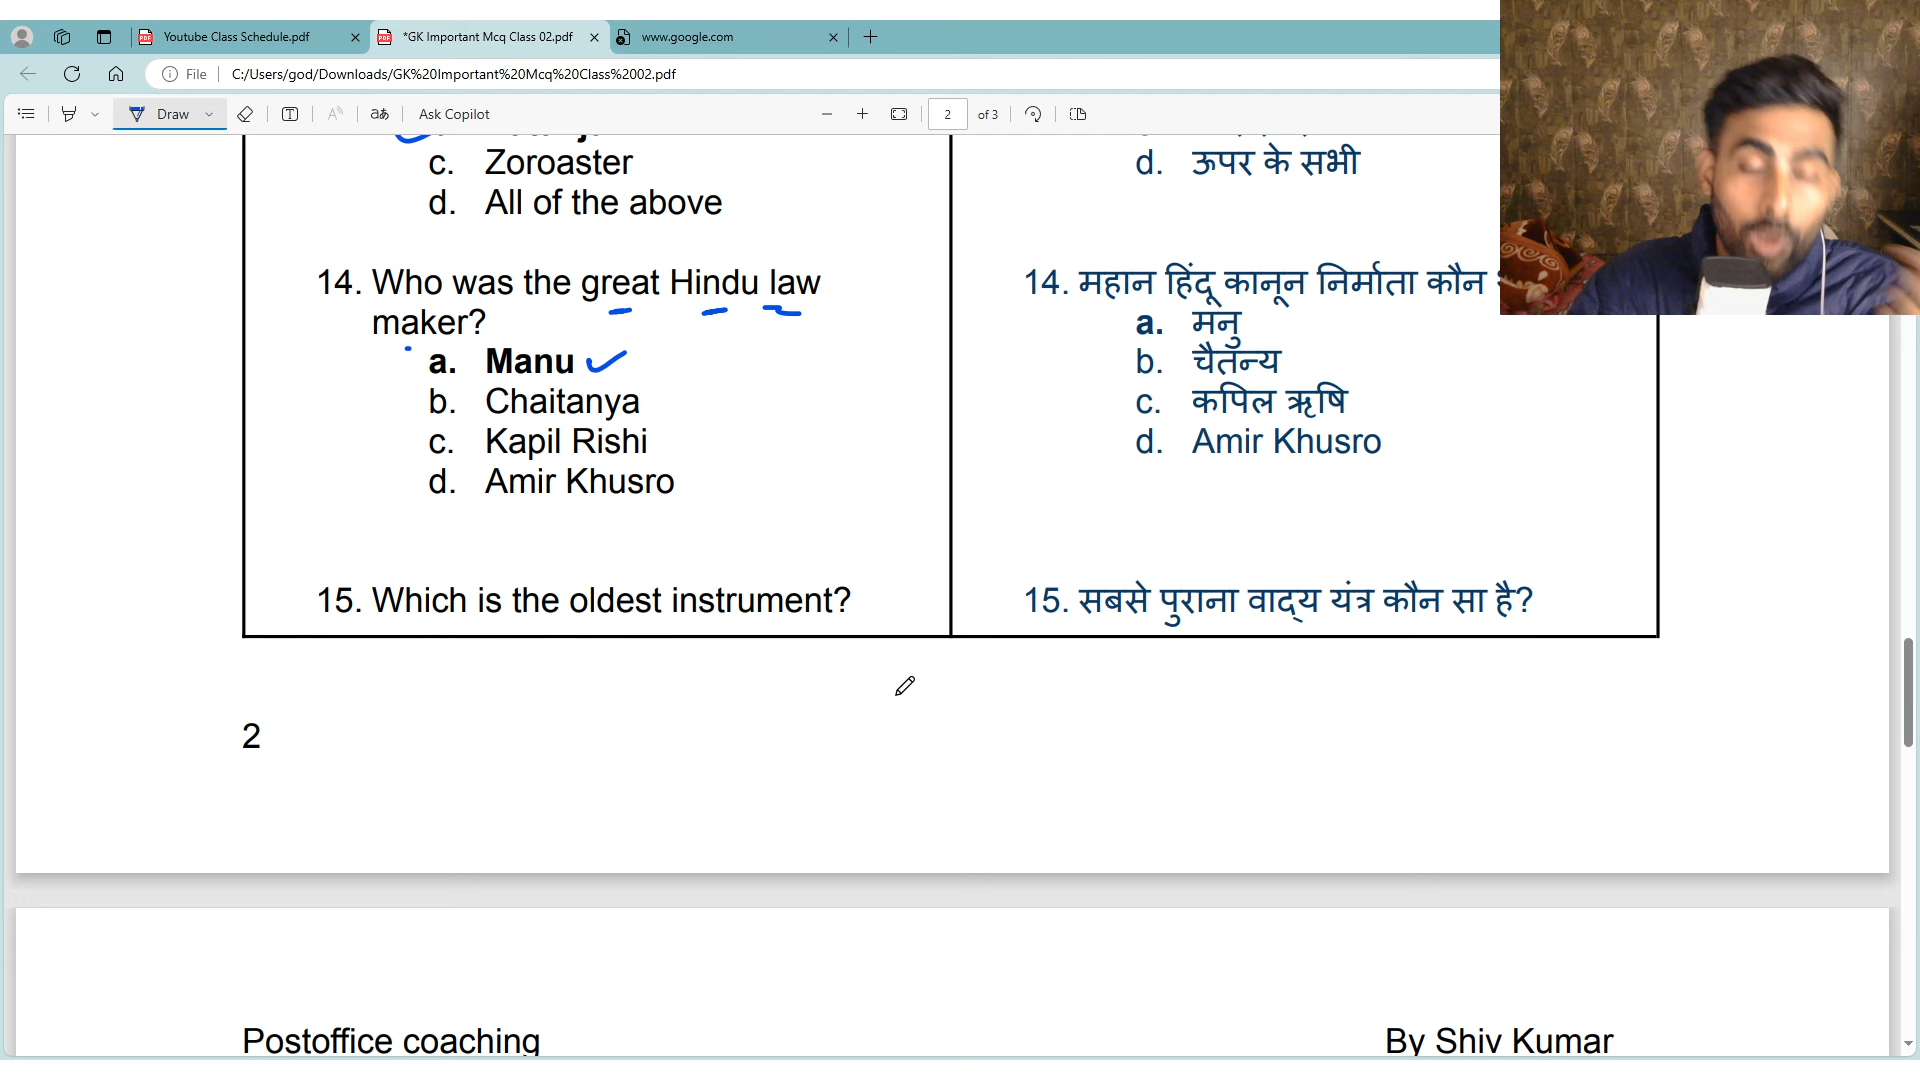 Youtube Class Schedule.pdf
*GK Important Mcq Class 02.pdf
www.google.com
File
C:/Users/god/Downloads/GK%20Important%20Mcq%20Class%2002.pdf
Draw
Ask Copilot
2 of 3
c. Zoroaster
d. All of the above
14. Who was the great Hindu law
maker?
a. Manu
b. Chaitanya
c. Kapil Rishi
d. Amir Khusro
15. Which is the oldest instrument?
d. ऊपर के सभी
14. महान हिंदू कानून निर्माता कौन
a. मनु
b. चैतन्य
c. कपिल ऋषि
d. Amir Khusro
15. सबसे पुराना वाद्य यंत्र कौन सा है?
2
Postoffice coaching
By Shiv Kumar